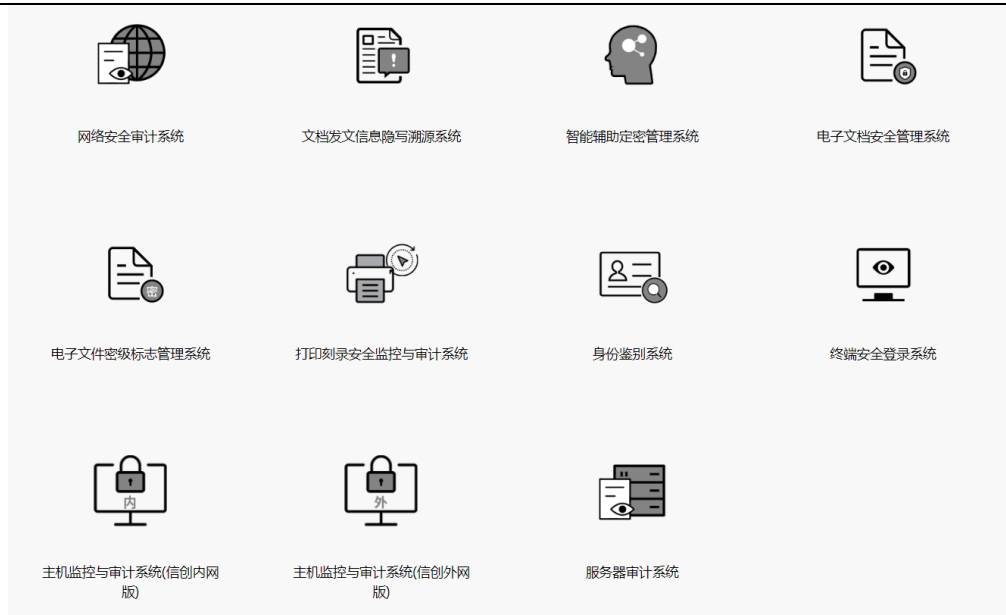 网络安全审计系统
文档发文信息隐写溯源系统
智能辅助定密管理系统
电子文档安全管理系统
密
电子文件密级标志管理系统
打印刻录安全监控与审计系统
身份鉴别系统
终端安全登录系统
内
外
主机监控与审计系统(信创内网
版)
主机监控与审计系统(信创外网
版)
服务器审计系统